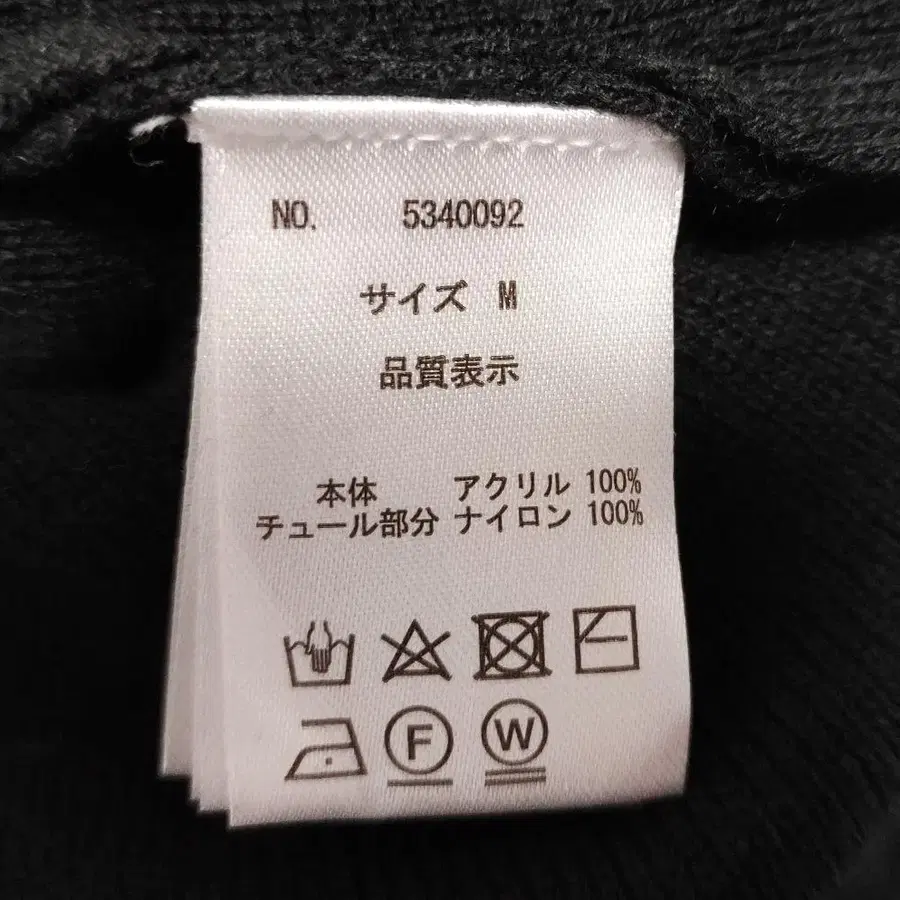 NO. 5340092
サイズ M
品質表示
本体 アクリル 100%
チュール部分 ナイロン 100%
F W